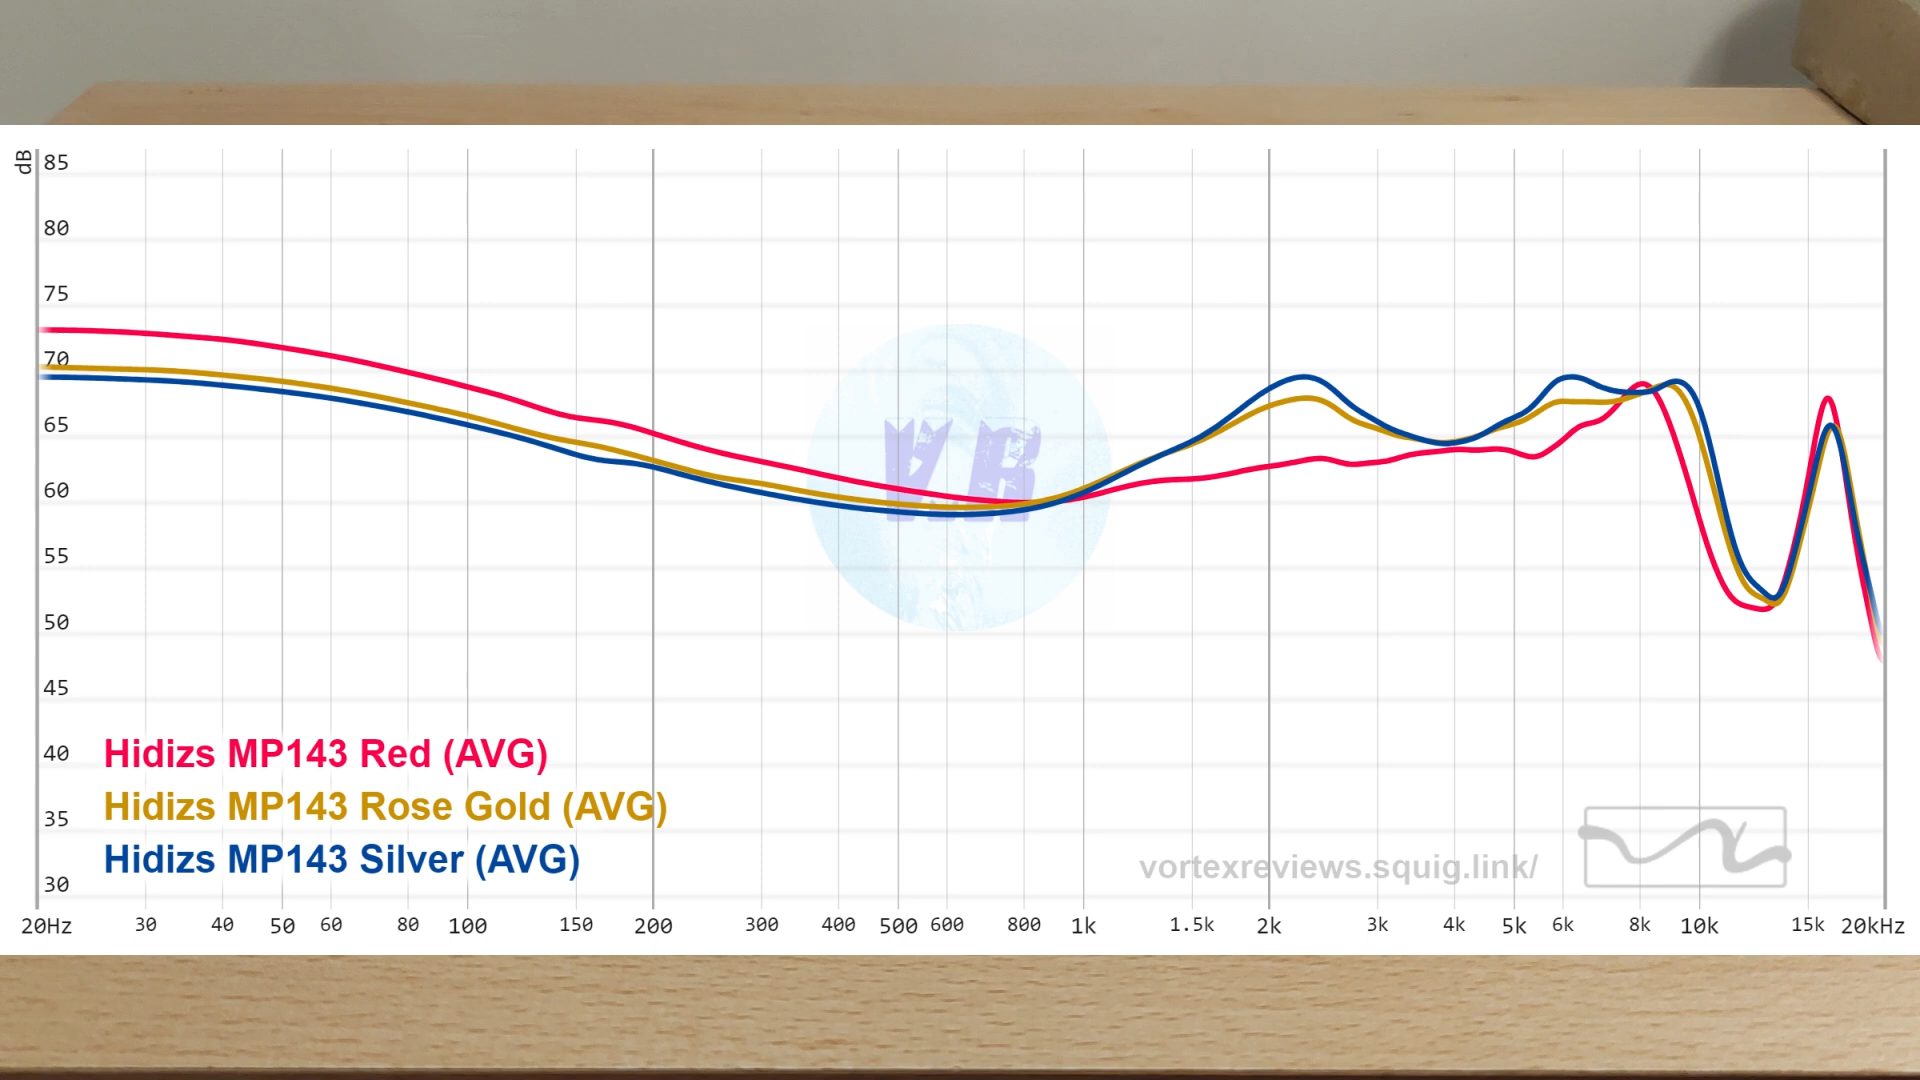 dB
85
80
75
70
65
60
55
50
45
40
35
30
VR
Hidizs MP143 Red (AVG)
Hidizs MP143 Rose Gold (AVG)
Hidizs MP143 Silver (AVG)
vortexreviews.squig.link/
20Hz 30 40 50 60 80 100 150 200 300 400 500 600 800 1k 1.5k 2k 3k 4k 5k 6k 8k 10k 15k 20kHz